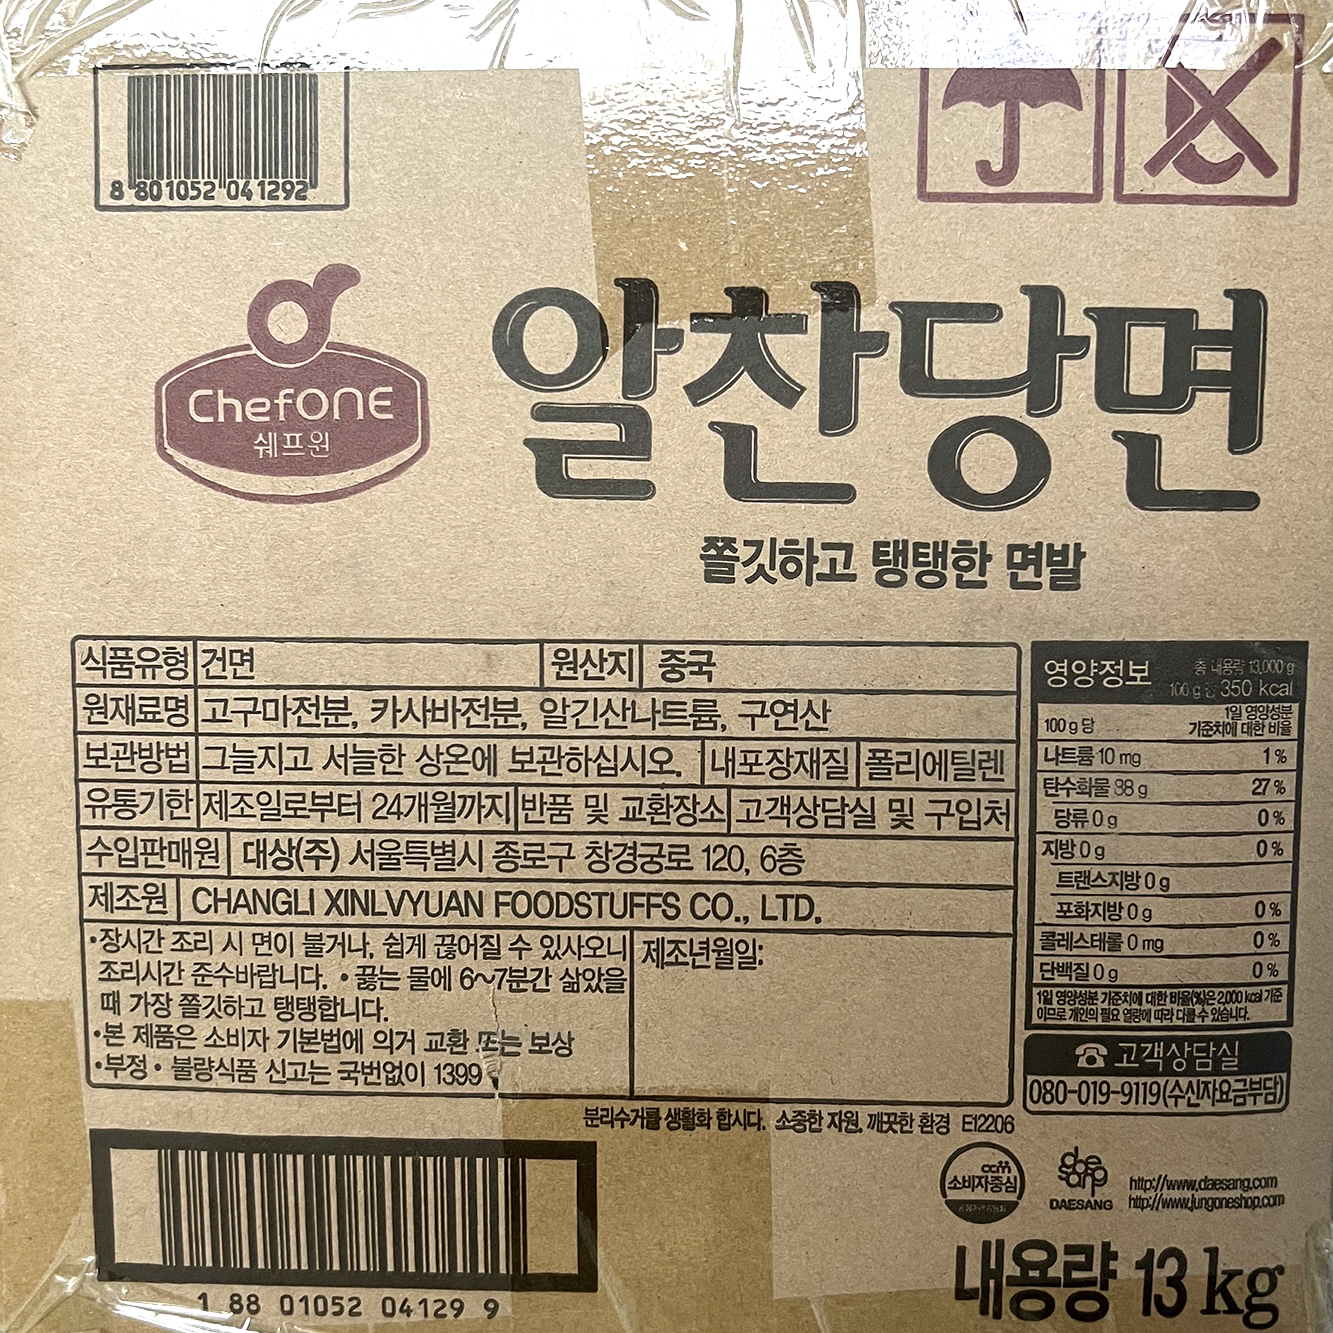 8 801052 041292
ChefONE
쉐프원
알찬당면
쫄깃하고 탱탱한 면발
식품유형 건면 원산지 중국
원재료명 고구마전분, 카사바전분, 알긴산나트륨, 구연산
보관방법 그늘지고 서늘한 상온에 보관하십시오. 내포장재질 폴리에틸렌
유통기한 제조일로부터 24개월까지 반품 및 교환장소 고객상담실 및 구입처
수입판매원 대상(주) 서울특별시 종로구 창경궁로 120, 6층
제조원 CHANGLI XINLVYUAN FOODSTUFFS CO., LTD.
•장시간 조리 시 면이 불거나, 쉽게 끊어질 수 있사오니
조리시간 준수바랍니다. • 끓는 물에 6~7분간 삶았을
때 가장 쫄깃하고 탱탱합니다.
•본 제품은 소비자 기본법에 의거 교환 또는 보상
•부정• 불량식품 신고는 국번없이 1399
제조년월일:
영양정보 총 내용량 13,000 g
100 g 당 350 kcal
100 g 당 1일 영양성분
기준치에 대한 비율
나트륨 10 mg 1 %
탄수화물 88 g 27 %
당류 0 g 0 %
지방 0 g 0 %
트랜스지방 0 g
포화지방 0 g 0 %
콜레스테롤 0 mg 0 %
단백질 0 g 0 %
1일 영양성분 기준치에 대한 비율(%)은 2,000 kcal 기준
이므로 개인의 필요 열량에 따라 다를 수 있습니다.
☎ 고객상담실
080-019-9119(수신자요금부담)
분리수거를 생활화 합시다. 소중한 자원, 깨끗한 환경 E12206
ccm
소비자중심
daesang
DAESANG
http://www.daesang.com
http://www.jungoneshop.com
내용량 13 kg
1 88 01052 04129 9